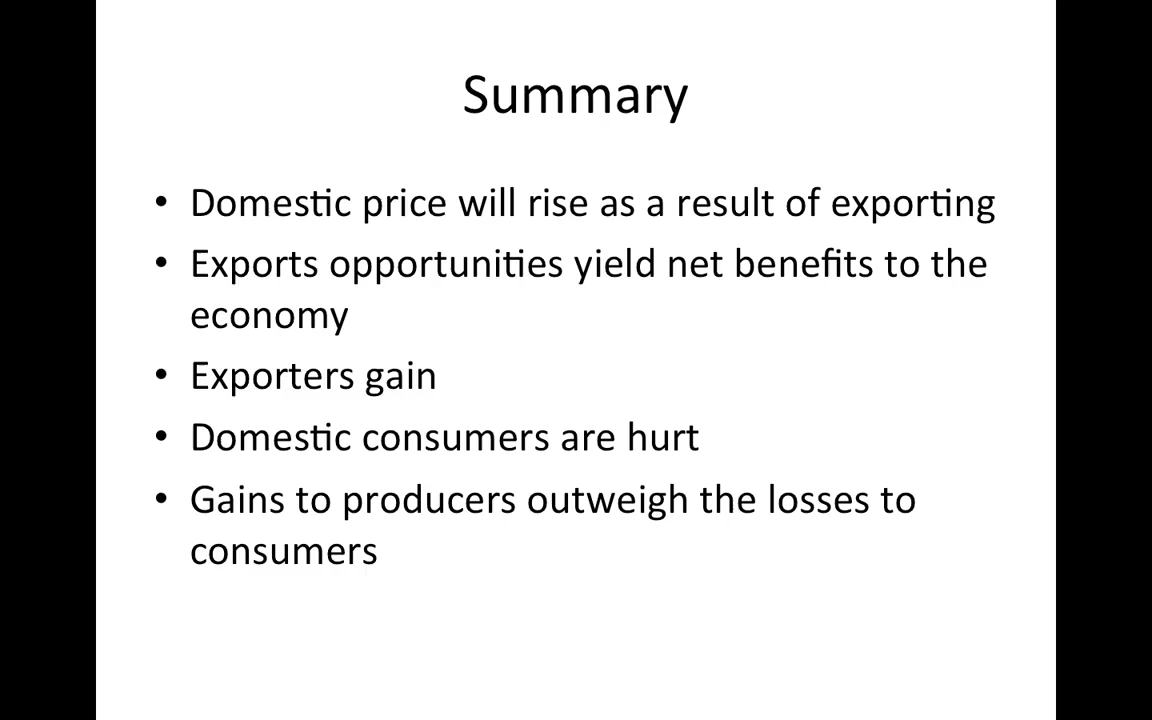 Summary
• Domestic price will rise as a result of exporting
• Exports opportunities yield net benefits to the
economy
• Exporters gain
• Domestic consumers are hurt
• Gains to producers outweigh the losses to
consumers